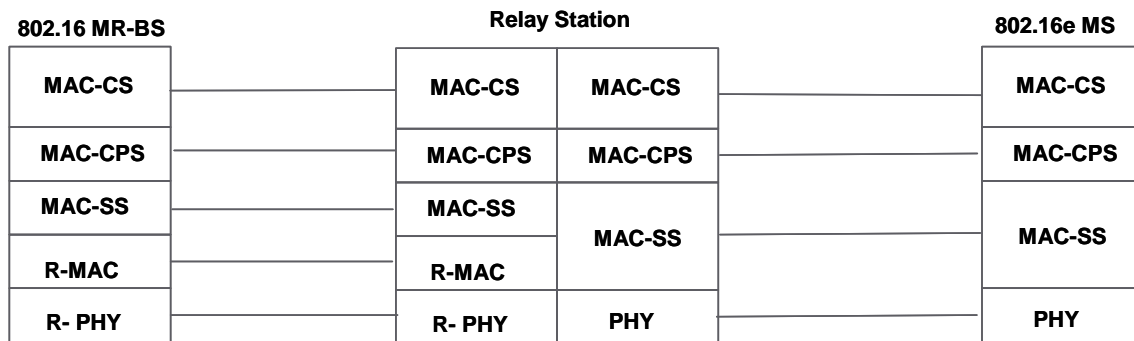 802.16 MR-BS
Relay Station
802.16e MS
MAC-CS
MAC-CS
MAC-CS
MAC-CS
MAC-CPS
MAC-CPS
MAC-CPS
MAC-CPS
MAC-SS
MAC-SS
MAC-SS
MAC-SS
R-MAC
R-MAC
R- PHY
R- PHY
PHY
PHY